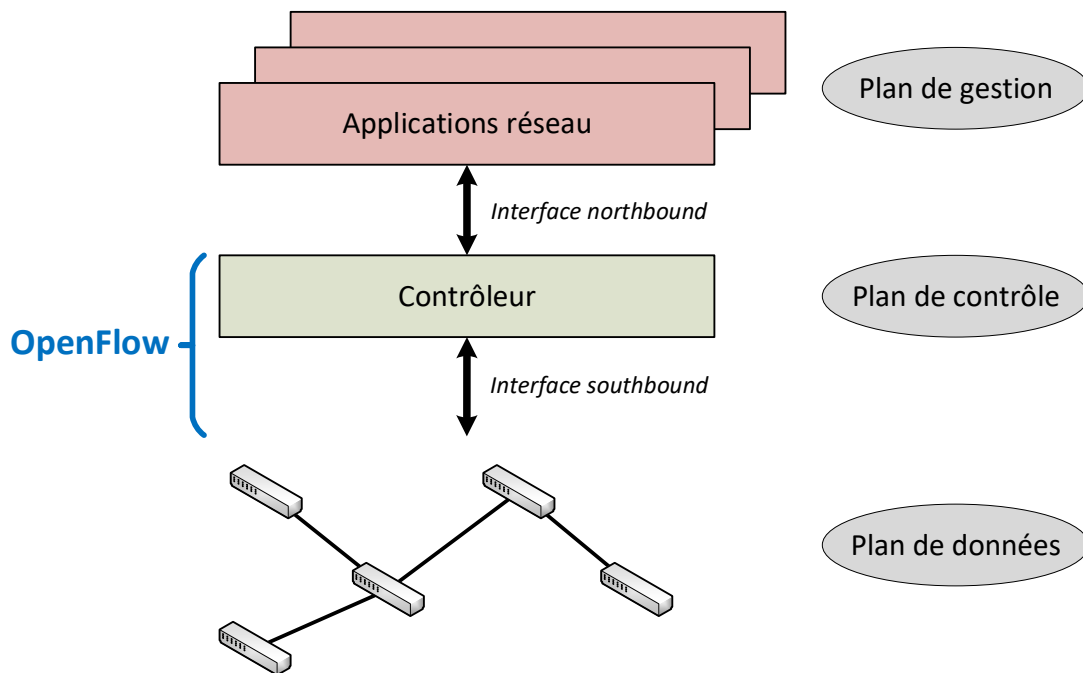 Plan de gestion
Applications réseau
Interface northbound
Contrôleur
Plan de contrôle
OpenFlow
Interface southbound
Plan de données